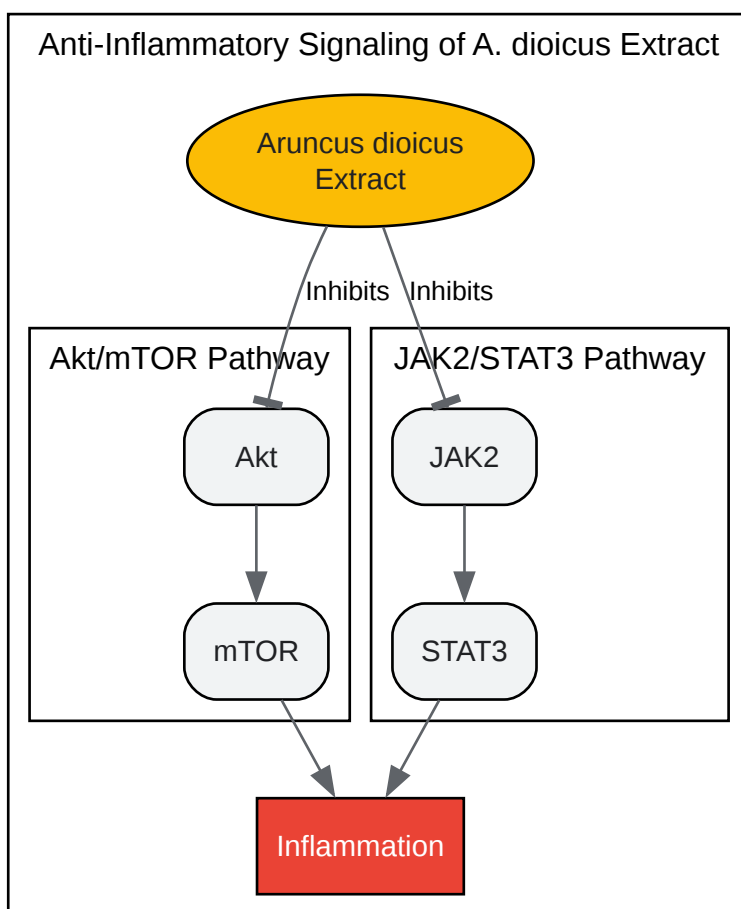 Anti-Inflammatory Signaling of A. dioicus Extract
Aruncus dioicus
Extract
Inhibits
Inhibits
Akt/mTOR Pathway
JAK2/STAT3 Pathway
Akt
JAK2
mTOR
STAT3
Inflammation